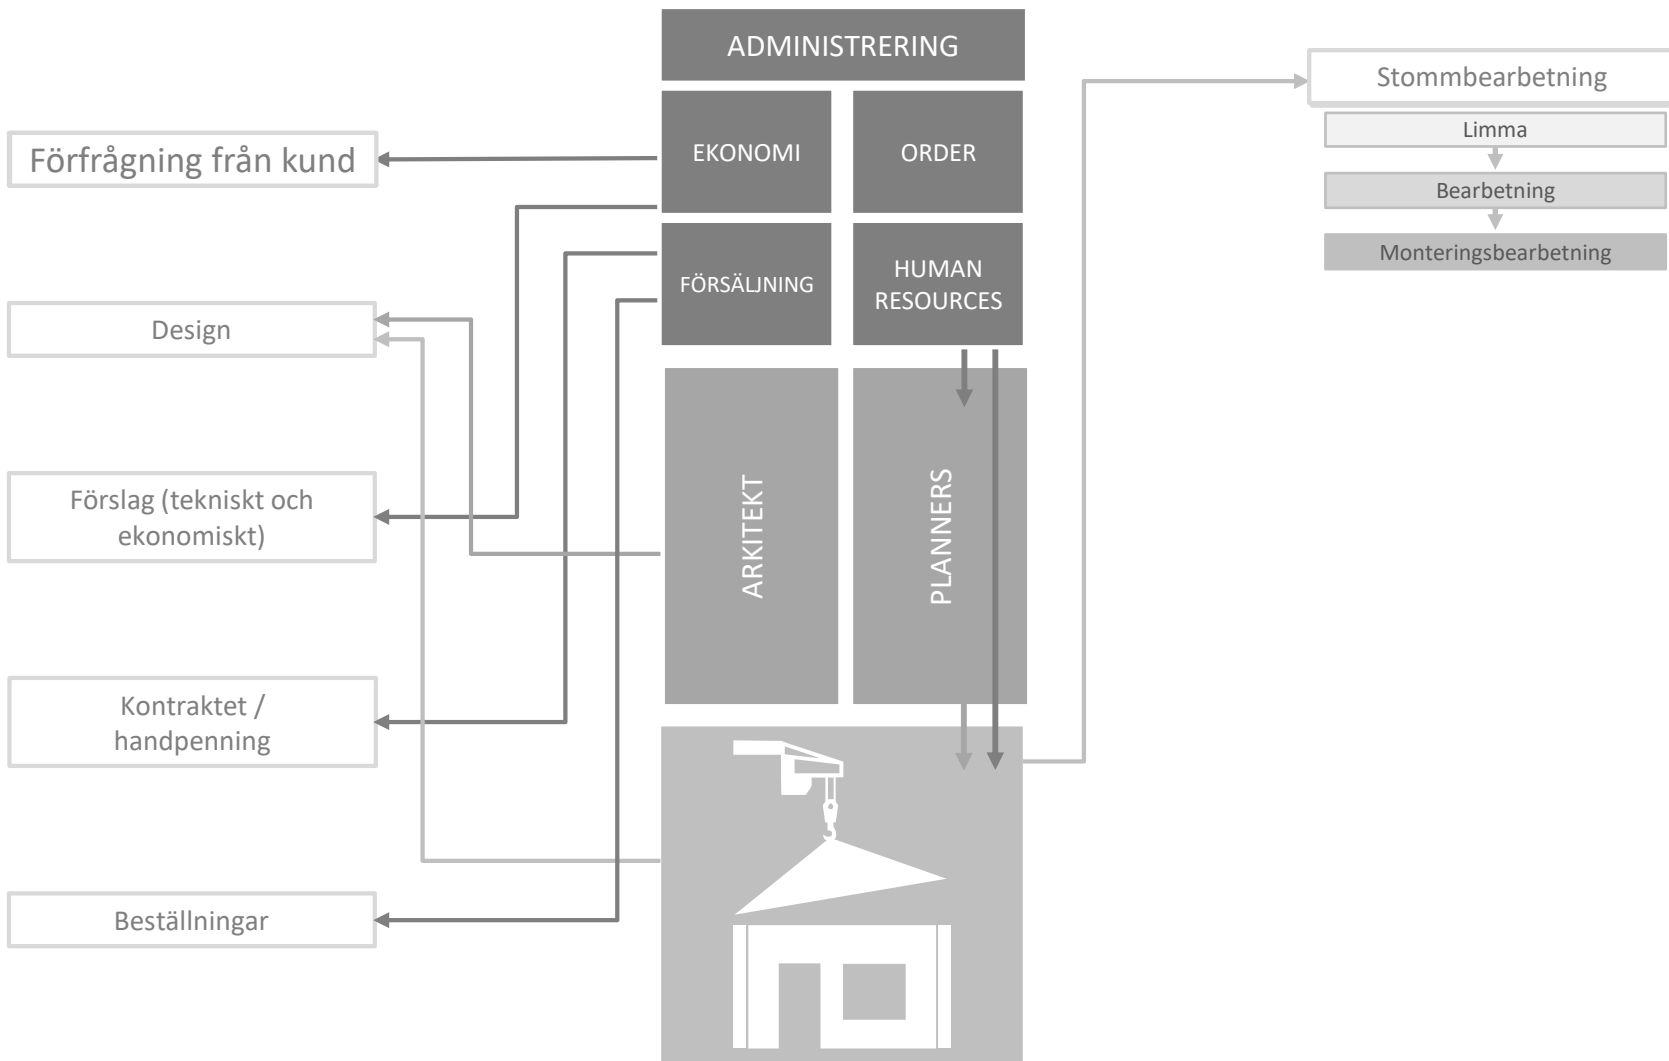 ADMINISTRERING
EKONOMI
ORDER
FÖRSÄLJNING
HUMAN
RESOURCES
ARKITEKT
PLANNERS
Förfrågning från kund
Design
Förslag (tekniskt och
ekonomiskt)
Kontraktet /
handpenning
Beställningar
Stommbearbetning
Limma
Bearbetning
Monteringsbearbetning